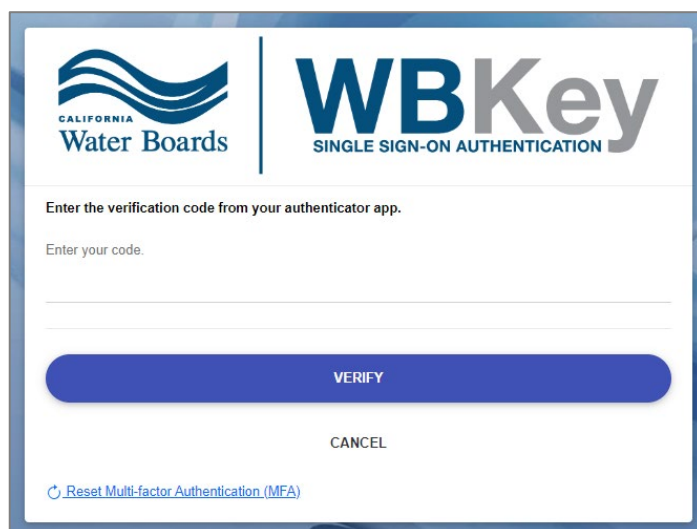 CALIFORNIA
Water Boards
WBKey
SINGLE SIGN-ON AUTHENTICATION
Enter the verification code from your authenticator app.
Enter your code.
VERIFY
CANCEL
Reset Multi-factor Authentication (MFA)